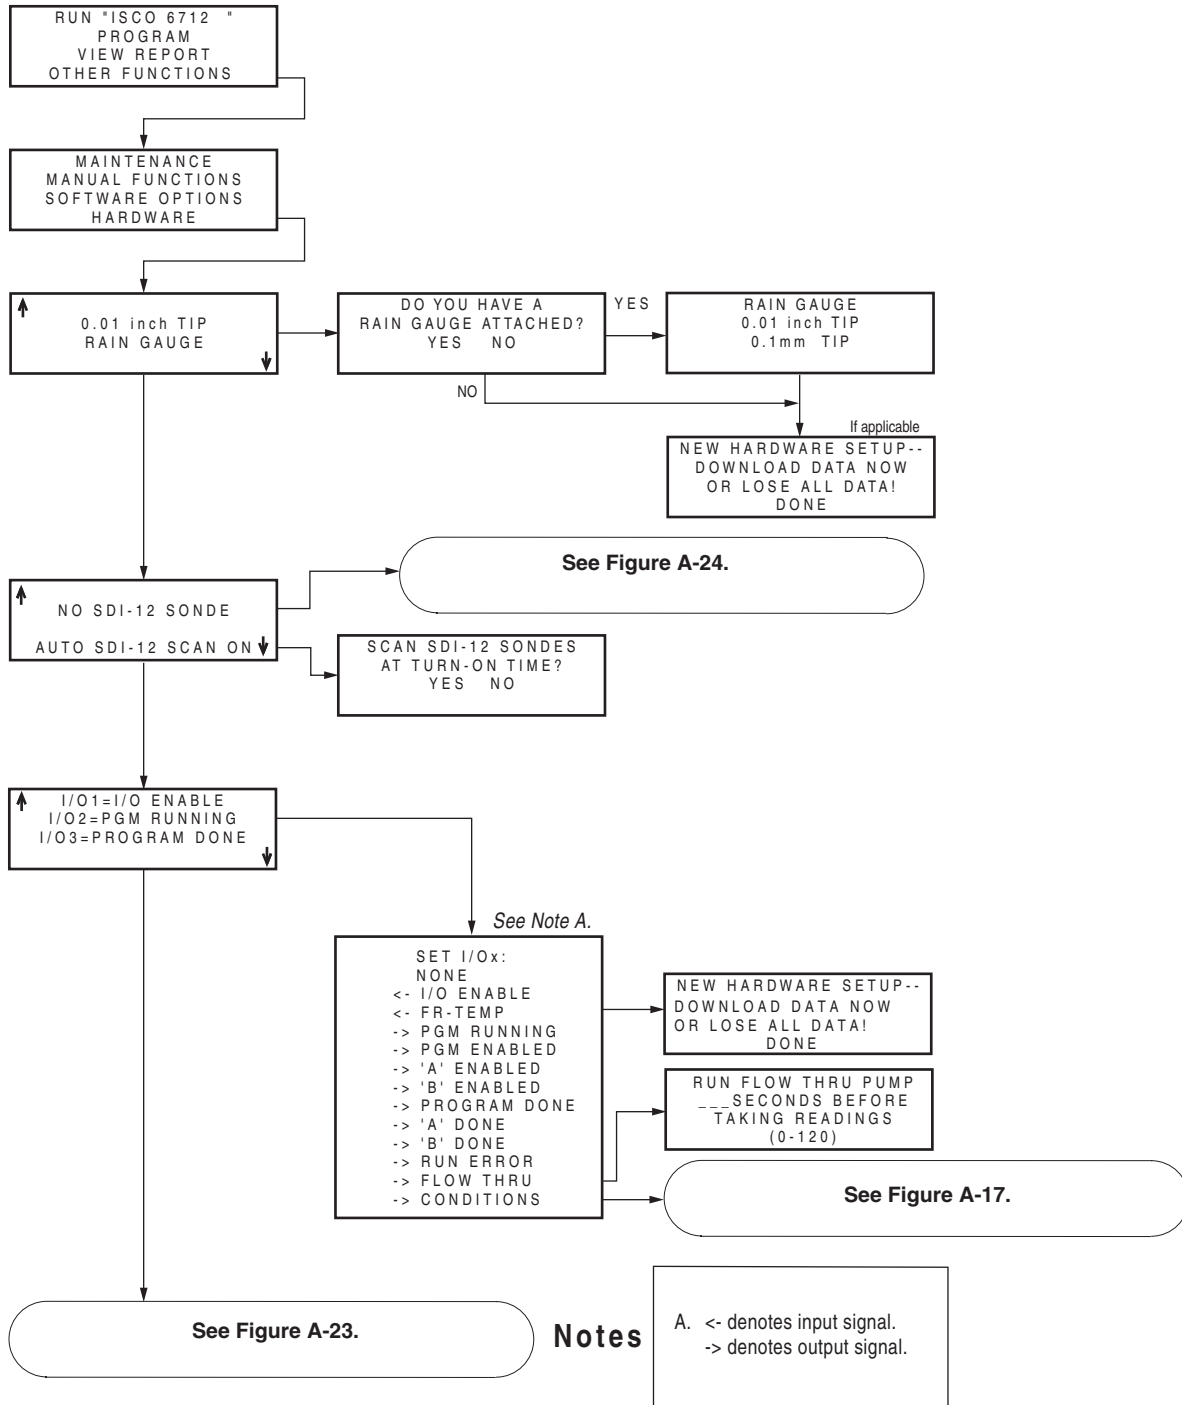 RUN "ISCO 6712 "
PROGRAM
VIEW REPORT
OTHER FUNCTIONS
MAINTENANCE
MANUAL FUNCTIONS
SOFTWARE OPTIONS
HARDWARE
0.01 inch TIP
RAIN GAUGE
DO YOU HAVE A
RAIN GAUGE ATTACHED?
YES NO
YES
RAIN GAUGE
0.01 inch TIP
0.1mm TIP
NO
If applicable
NEW HARDWARE SETUP--
DOWNLOAD DATA NOW
OR LOSE ALL DATA!
DONE
See Figure A-24.
NO SDI-12 SONDE
AUTO SDI-12 SCAN ON
SCAN SDI-12 SONDES
AT TURN-ON TIME?
YES NO
I/O1=I/O ENABLE
I/O2=PGM RUNNING
I/O3=PROGRAM DONE
See Note A.
SET I/Ox:
NONE
<- I/O ENABLE
<- FR-TEMP
-> PGM RUNNING
-> PGM ENABLED
-> 'A' ENABLED
-> 'B' ENABLED
-> PROGRAM DONE
-> 'A' DONE
-> 'B' DONE
-> RUN ERROR
-> FLOW THRU
-> CONDITIONS
NEW HARDWARE SETUP--
DOWNLOAD DATA NOW
OR LOSE ALL DATA!
DONE
RUN FLOW THRU PUMP
___SECONDS BEFORE
TAKING READINGS
(0-120)
See Figure A-17.
See Figure A-23.
Notes
A. <- denotes input signal.
-> denotes output signal.